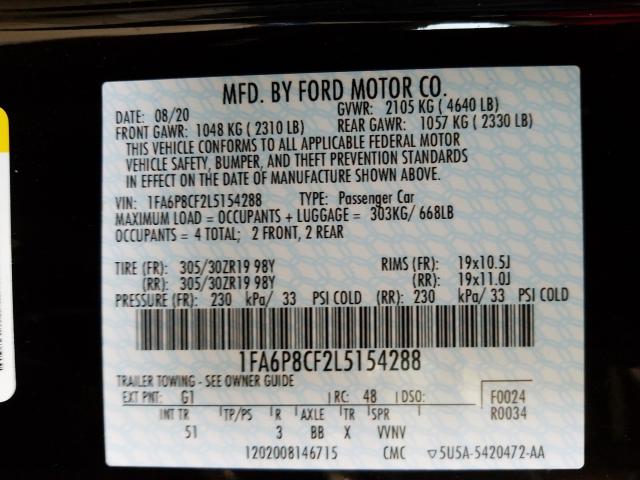 MFD. BY FORD MOTOR CO.
DATE: 08/20 GVWR: 2105 KG ( 4640 LB)
FRONT GAWR: 1048 KG ( 2310 LB) REAR GAWR: 1057 KG ( 2330 LB)
THIS VEHICLE CONFORMS TO ALL APPLICABLE FEDERAL MOTOR
VEHICLE SAFETY, BUMPER, AND THEFT PREVENTION STANDARDS
IN EFFECT ON THE DATE OF MANUFACTURE SHOWN ABOVE.
VIN: 1FA6P8CF2L5154288 TYPE: Passenger Car
MAXIMUM LOAD = OCCUPANTS + LUGGAGE = 303KG/ 668LB
OCCUPANTS = 4 TOTAL; 2 FRONT, 2 REAR
TIRE (FR): 305/30ZR19 98Y RIMS (FR): 19x10.5J
(RR): 305/30ZR19 98Y (RR): 19x11.0J
PRESSURE (FR): 230 kPa/ 33 PSI COLD (RR): 230 kPa/ 33 PSI COLD
1FA6P8CF2L5154288
TRAILER TOWING - SEE OWNER GUIDE
EXT PNT: G1 RC: 48 DSO: F0024
INT TR TP/PS R AXLE TR SPR R0034
51 3 BB X VVNV
1202008146715 CMC ▽5U5A-5420472-AA